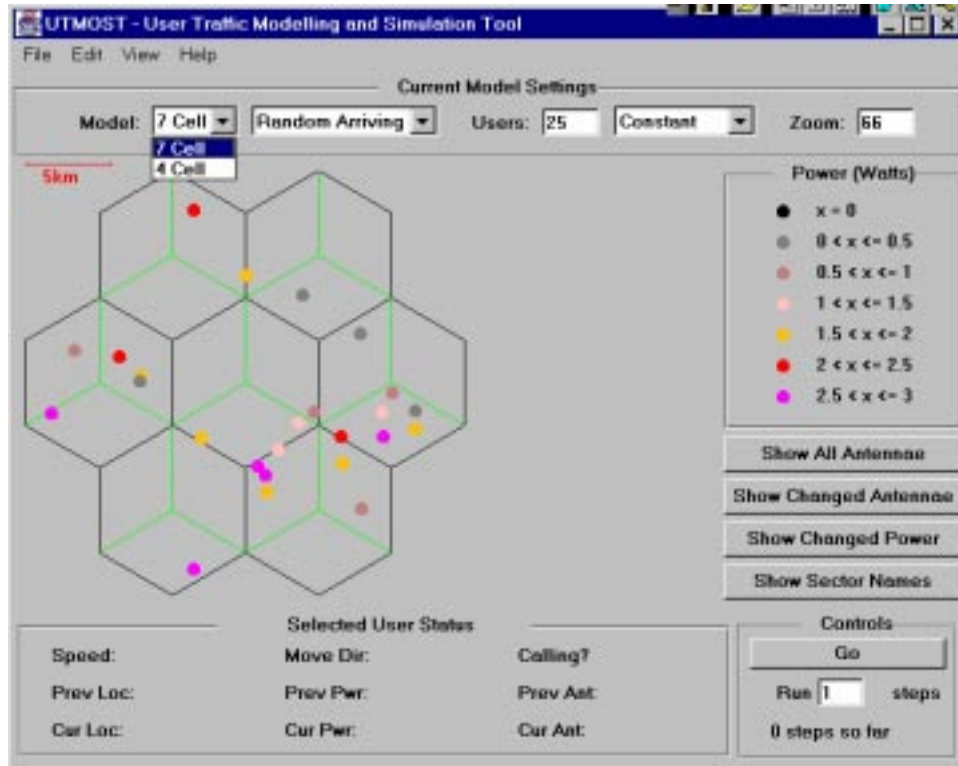 UTMOST - User Traffic Modelling and Simulation Tool
File Edit View Help
Current Model Settings
Model: 7 Cell Random Arriving Users: 25 Constant Zoom: 66
7 Cell
4 Cell
5km
Power (Watts)
x = 0
0 < x <= 0.5
0.5 < x <= 1
1 < x <= 1.5
1.5 < x <= 2
2 < x <= 2.5
2.5 < x <= 3
Show All Antennae
Show Changed Antennae
Show Changed Power
Show Sector Names
Selected User Status
Speed: Move Dir: Calling?
Prev Loc: Prev Pwr: Prev Ant:
Cur Loc: Cur Pwr: Cur Ant:
Controls
Go
Run 1 steps
0 steps so far